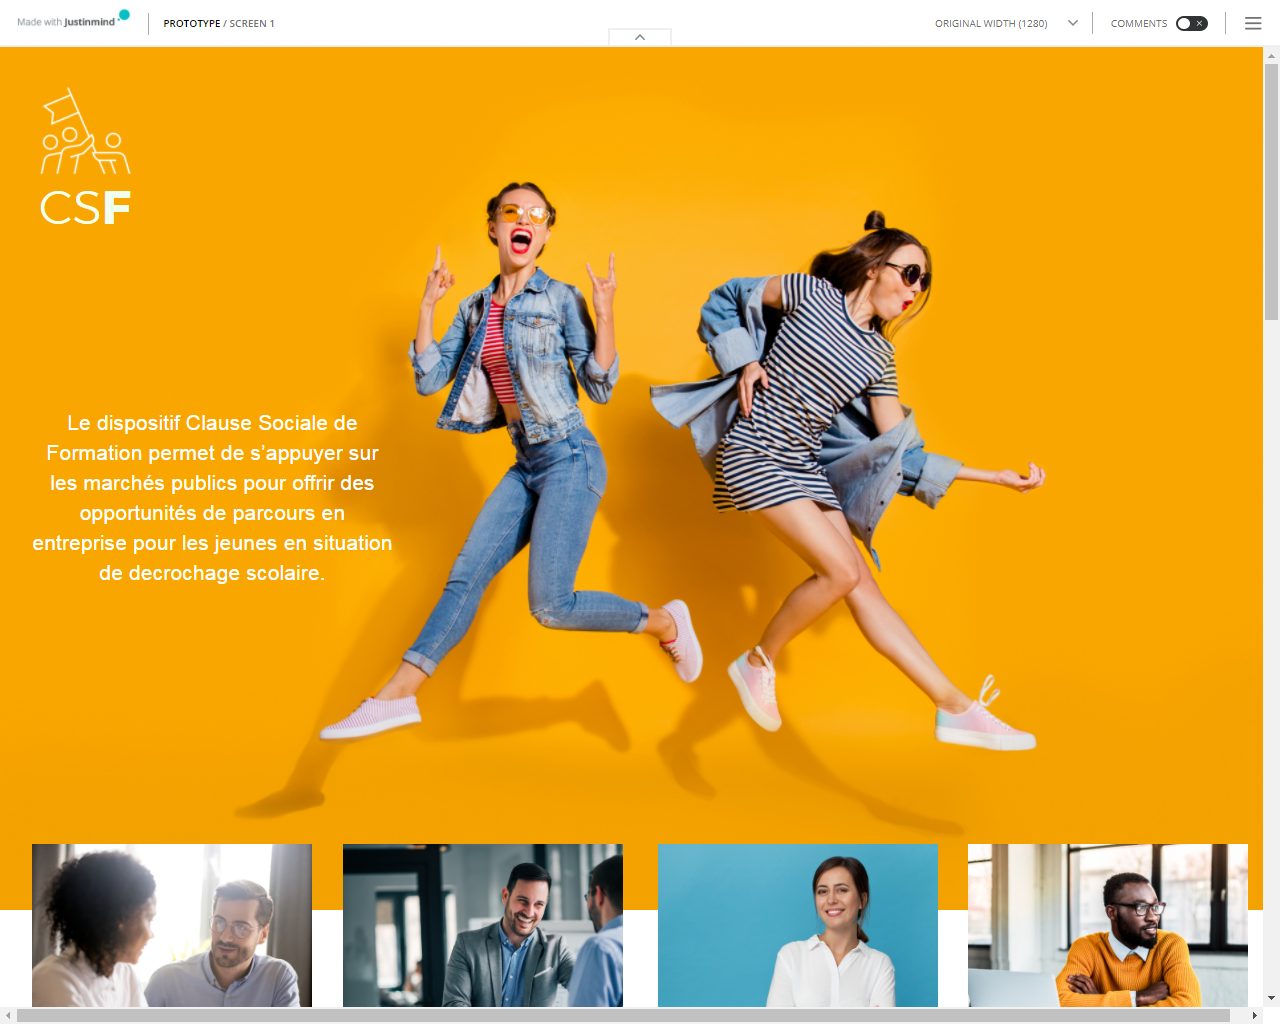 Made with Justinmind
PROTOTYPE / SCREEN 1
ORIGINAL WIDTH (1280)
COMMENTS
CSF
Le dispositif Clause Sociale de
Formation permet de s’appuyer sur
les marchés publics pour offrir des
opportunités de parcours en
entreprise pour les jeunes en situation
de decrochage scolaire.